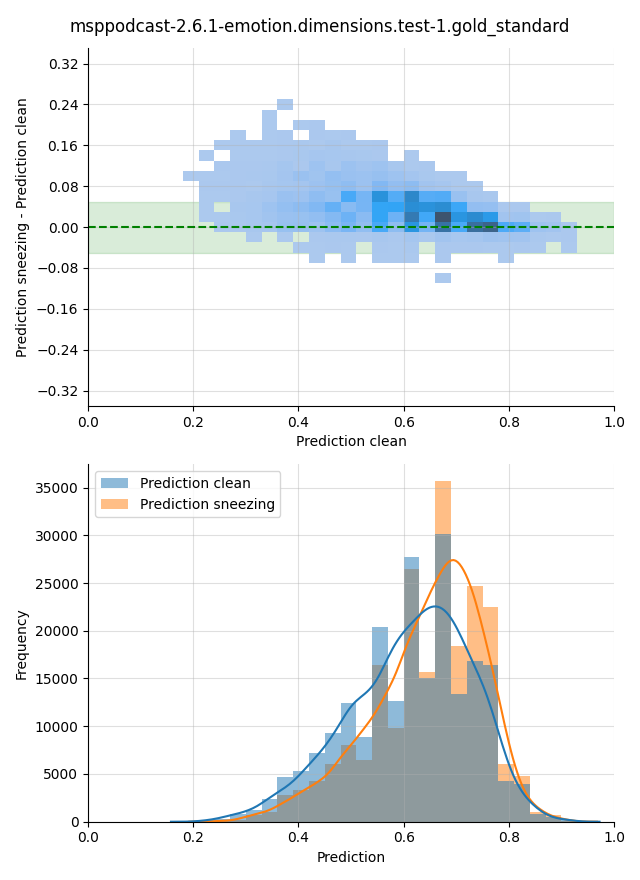 msppodcast-2.6.1-emotion.dimensions.test-1.gold_standard
Prediction sneezing - Prediction clean
0.32
0.24
0.16
0.08
0.00
−0.08
−0.16
−0.24
−0.32
0.0 0.2 0.4 0.6 0.8 1.0
Prediction clean
Prediction clean
Prediction sneezing
Frequency
35000
30000
25000
20000
15000
10000
5000
0
0.0 0.2 0.4 0.6 0.8 1.0
Prediction